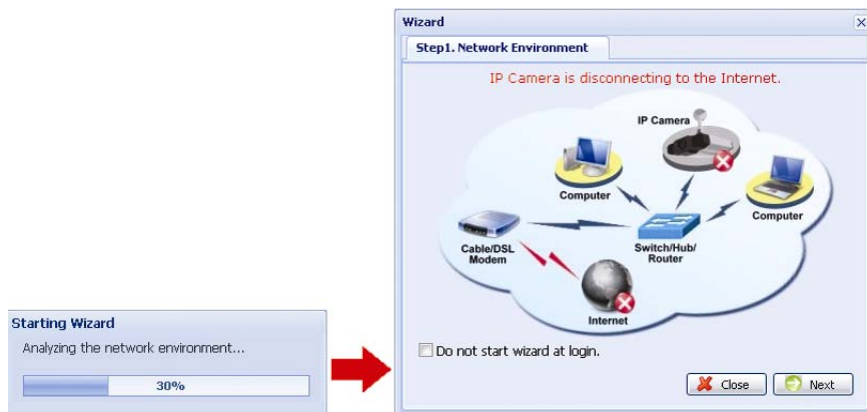 Starting Wizard
Analyzing the network environment...
30%
Wizard
Step1. Network Environment
IP Camera is disconnecting to the Internet.
IP Camera
Computer
Computer
Cable/DSL
Modem
Switch/Hub/
Router
Internet
Do not start wizard at login.
Close
Next